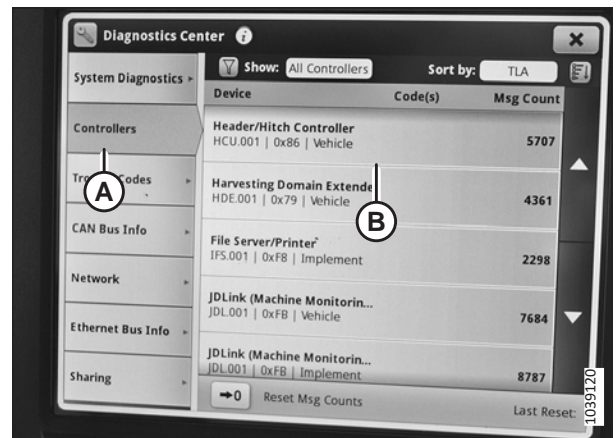 Diagnostics Center
System Diagnostics
Show: All Controllers Sort by: TLA
Device Code(s) Msg Count
Controllers
A
Header/Hitch Controller
HCU.001 | 0x86 | Vehicle
5707
B
Codes
Harvesting Domain Extende
HDE.001 | 0x79 | Vehicle
4361
CAN Bus Info
File Server/Printer
IFS.001 | 0xF8 | Implement
2298
Network
JDLink (Machine Monitorin...
JDL.001 | 0xFB | Vehicle
7684
Ethernet Bus Info
JDLink (Machine Monitorin...
JDL.001 | 0xFB | Implement
8787
Sharing
→0 Reset Msg Counts
Last Reset:
1039120